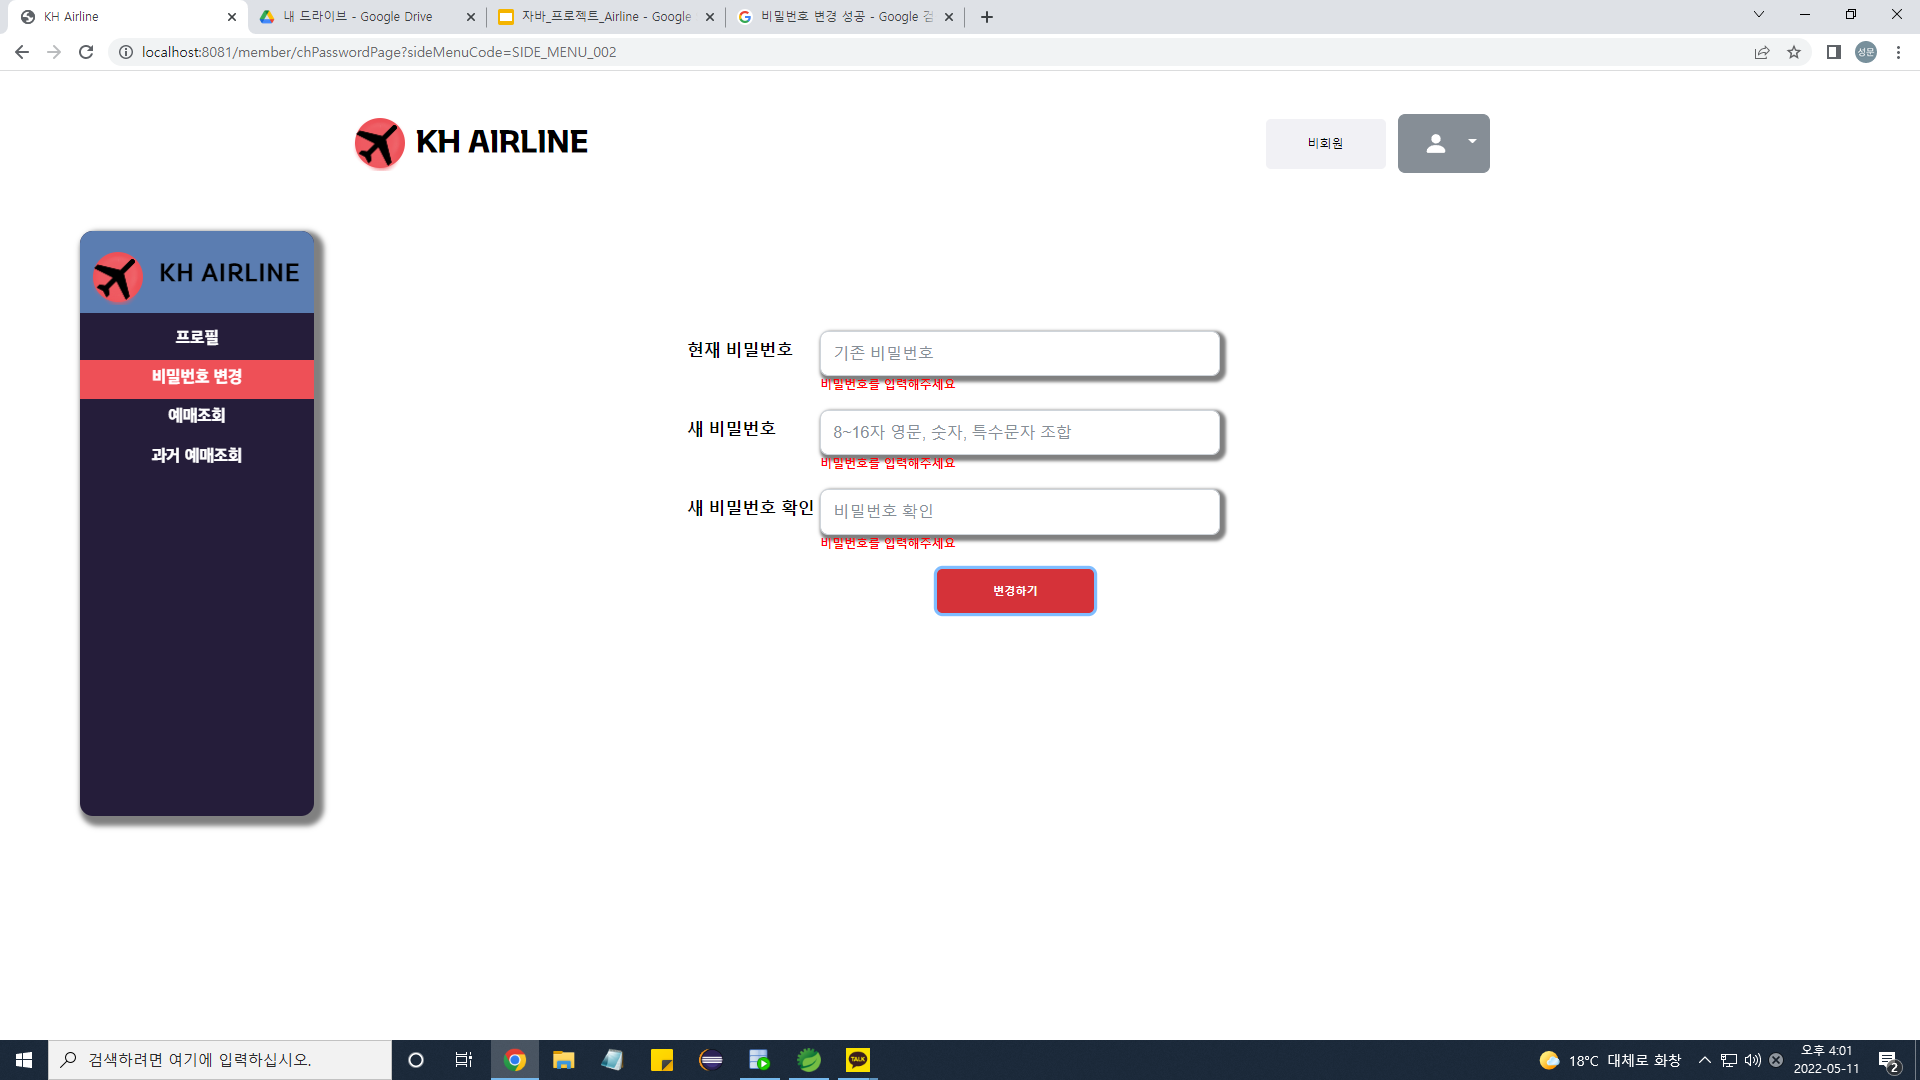 KH Airline
내 드라이브 - Google Drive
자바_프로젝트_Airline - Google
비밀번호 변경 성공 - Google 검
localhost:8081/member/chPasswordPage?sideMenuCode=SIDE_MENU_002
성문
KH AIRLINE
비회원
KH AIRLINE
프로필
비밀번호 변경
예매조회
과거 예매조회
현재 비밀번호
기존 비밀번호
비밀번호를 입력해주세요
새 비밀번호
8~16자 영문, 숫자, 특수문자 조합
비밀번호를 입력해주세요
새 비밀번호 확인
비밀번호 확인
비밀번호를 입력해주세요
변경하기
검색하려면 여기에 입력하십시오.
TALK
18°C 대체로 화창
오후 4:01
2022-05-11
2